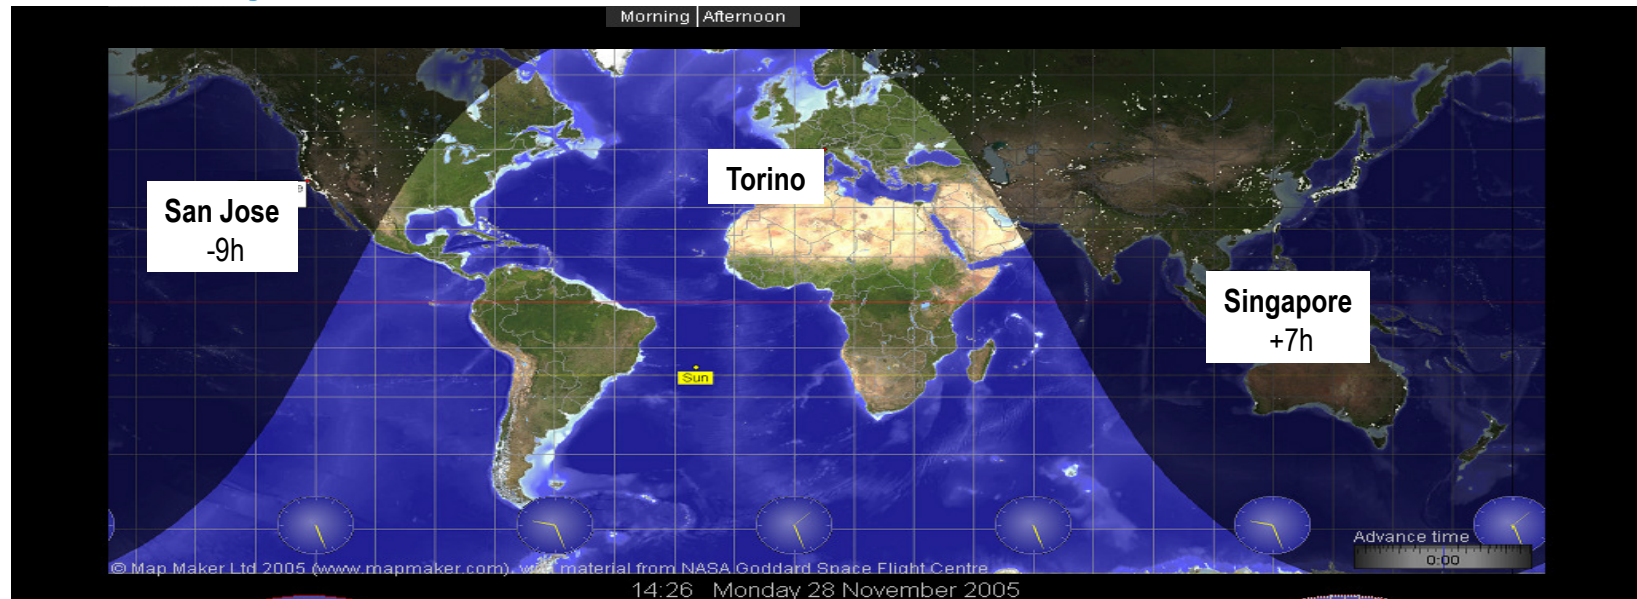 Morning Afternoon
Torino
San Jose
-9h
Singapore
+7h
Sun
Advance time
0:00
© Map Maker Ltd 2005 (www.mapmaker.com), material from NASA Goddard Space Flight Centre
14:26 Monday 28 November 2005